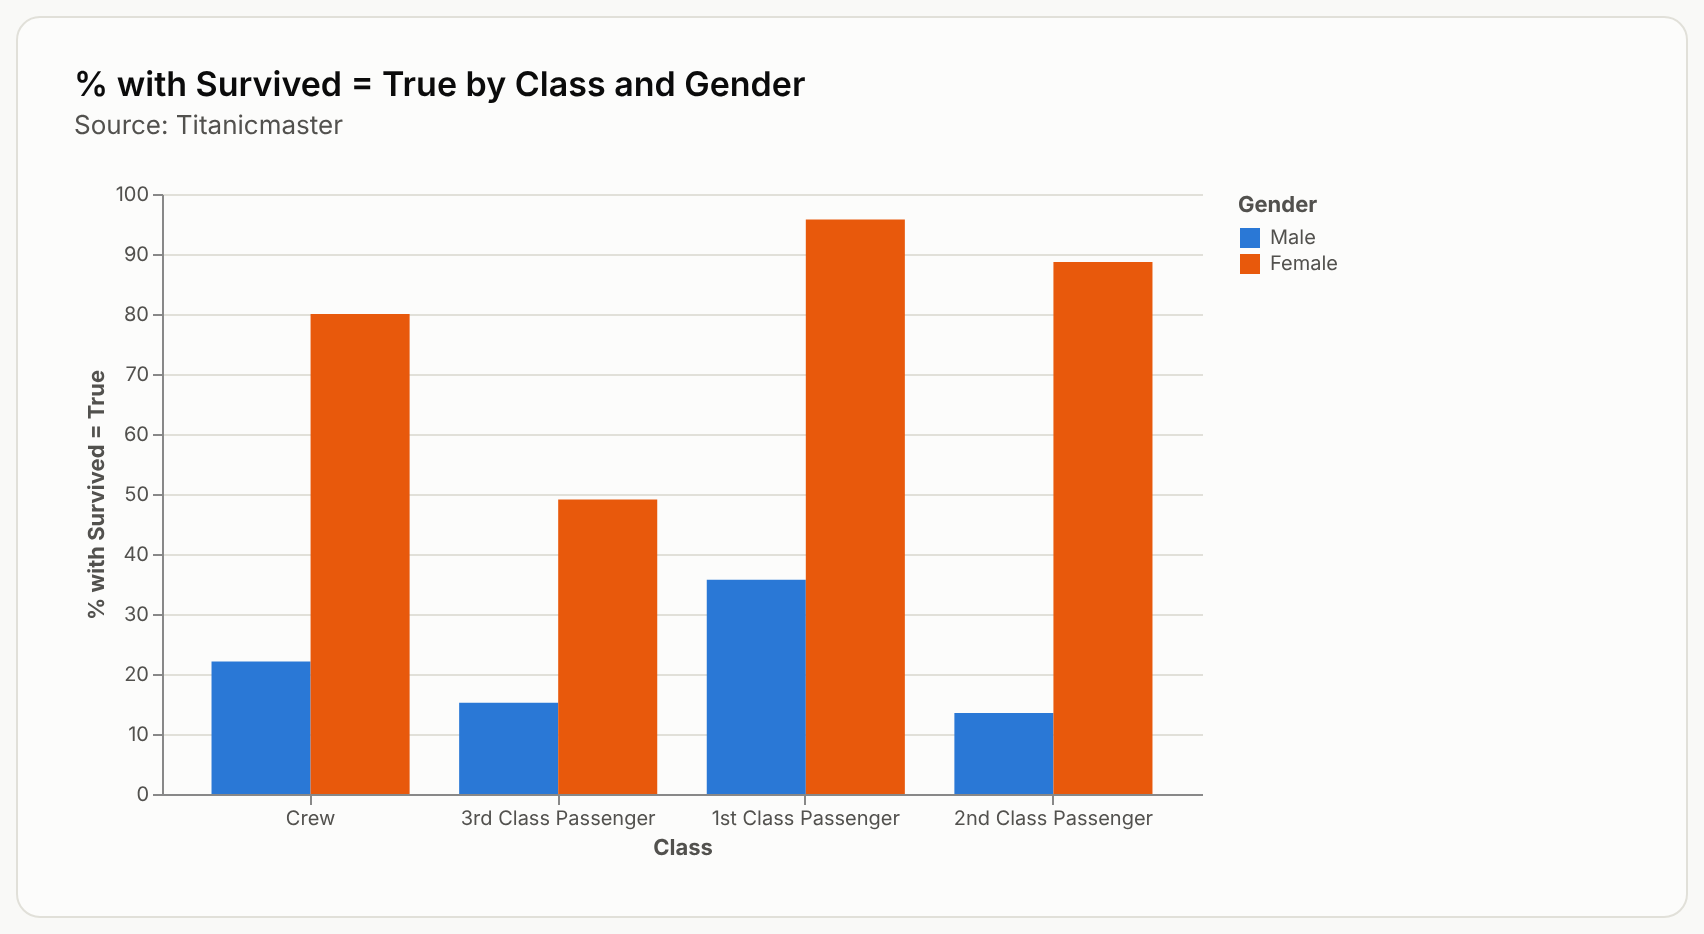 % with Survived = True by Class and Gender
Source: Titanicmaster
Gender
Male
Female
% with Survived = True
100
90
80
70
60
50
40
30
20
10
0
Crew
3rd Class Passenger
1st Class Passenger
2nd Class Passenger
Class